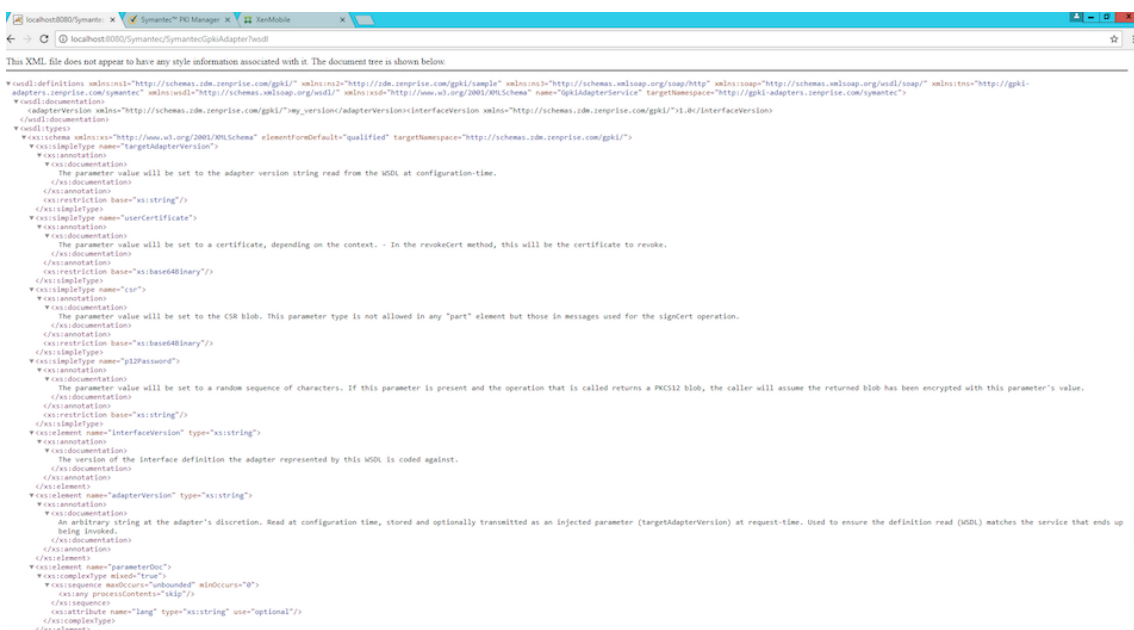 localhost:8080/Symante: × Symantec™ PKI Manager × XenMobile ×
localhost:8080/Symantec/SymantecGpkiAdapter?wsdl
This XML file does not appear to have any style information associated with it. The document tree is shown below.
▼<wsdl:definitions xmlns:ns1="http://schemas.zdm.zenprise.com/gpki/" xmlns:ns2="http://zdm.zenprise.com/gpki/sample" xmlns:ns3="http://schemas.xmlsoap.org/soap/http" xmlns:soap="http://schemas.xmlsoap.org/wsdl/soap/" xmlns:tns="http://gpki-
adapters.zenprise.com/symantec" xmlns:wsdl="http://schemas.xmlsoap.org/wsdl/" xmlns:xsd="http://www.w3.org/2001/XMLSchema" name="GpkiAdapterService" targetNamespace="http://gpki-adapters.zenprise.com/symantec">
▼<wsdl:documentation>
<adapterVersion xmlns="http://schemas.zdm.zenprise.com/gpki/">my_version</adapterVersion><interfaceVersion xmlns="http://schemas.zdm.zenprise.com/gpki/">1.0</interfaceVersion>
</wsdl:documentation>
▼<wsdl:types>
▼<xs:schema xmlns:xs="http://www.w3.org/2001/XMLSchema" elementFormDefault="qualified" targetNamespace="http://schemas.zdm.zenprise.com/gpki/">
▼<xs:simpleType name="targetAdapterVersion">
▼<xs:annotation>
▼<xs:documentation>
The parameter value will be set to the adapter version string read from the WSDL at configuration-time.
</xs:documentation>
</xs:annotation>
<xs:restriction base="xs:string"/>
</xs:simpleType>
▼<xs:simpleType name="userCertificate">
▼<xs:annotation>
▼<xs:documentation>
The parameter value will be set to a certificate, depending on the context. - In the revokeCert method, this will be the certificate to revoke.
</xs:documentation>
</xs:annotation>
<xs:restriction base="xs:base64Binary"/>
</xs:simpleType>
▼<xs:simpleType name="csr">
▼<xs:annotation>
▼<xs:documentation>
The parameter value will be set to the CSR blob. This parameter type is not allowed in any "part" element but those in messages used for the signCert operation.
</xs:documentation>
</xs:annotation>
<xs:restriction base="xs:base64Binary"/>
</xs:simpleType>
▼<xs:simpleType name="p12Password">
▼<xs:annotation>
▼<xs:documentation>
The parameter value will be set to a random sequence of characters. If this parameter is present and the operation that is called returns a PKCS12 blob, the caller will assume the returned blob has been encrypted with this parameter's value.
</xs:documentation>
</xs:annotation>
<xs:restriction base="xs:string"/>
</xs:simpleType>
▼<xs:element name="interfaceVersion" type="xs:string">
▼<xs:annotation>
▼<xs:documentation>
The version of the interface definition the adapter represented by this WSDL is coded against.
</xs:documentation>
</xs:annotation>
</xs:element>
▼<xs:element name="adapterVersion" type="xs:string">
▼<xs:annotation>
▼<xs:documentation>
An arbitrary string at the adapter's discretion. Read at configuration time, stored and optionally transmitted as an injected parameter (targetAdapterVersion) at request-time. Used to ensure the definition read (WSDL) matches the service that ends up
being invoked.
</xs:documentation>
</xs:annotation>
</xs:element>
▼<xs:element name="parameterDoc">
▼<xs:complexType mixed="true">
▼<xs:sequence maxOccurs="unbounded" minOccurs="0">
<xs:any processContents="skip"/>
</xs:sequence>
<xs:attribute name="lang" type="xs:string" use="optional"/>
</xs:complexType>
</xs:element>